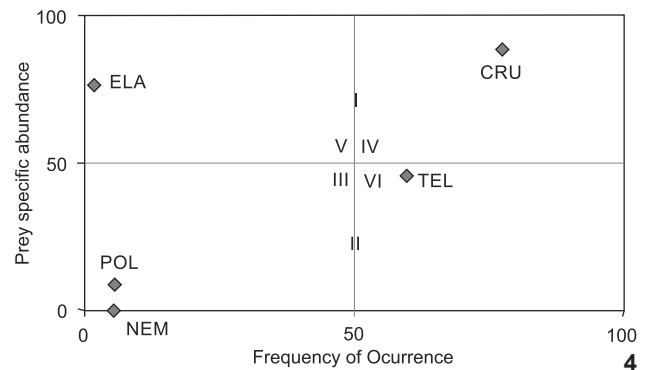 100
ELA
CRU
I
V IV
50
III VI TEL
II
POL
0
NEM
0 50 100
Prey specific abundance
Frequency of Ocurrence
4